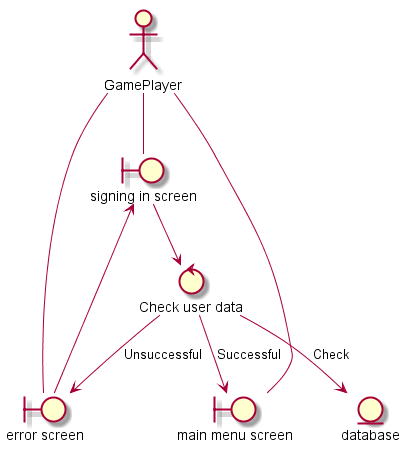 GamePlayer
signing in screen
Check user data
Unsuccessful
Successful
Check
error screen
main menu screen
database